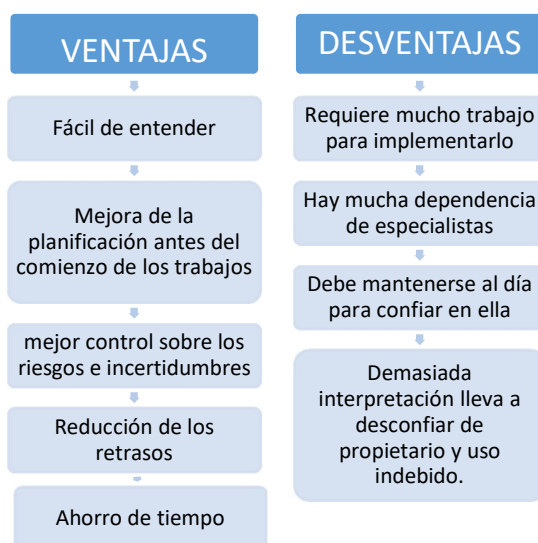 VENTAJAS
Fácil de entender
Mejora de la
planificación antes del
comienzo de los trabajos
mejor control sobre los
riesgos e incertidumbres
Reducción de los
retrasos
Ahorro de tiempo
DESVENTAJAS
Requiere mucho trabajo
para implementarlo
Hay mucha dependencia
de especialistas
Debe mantenerse al día
para confiar en ella
Demasiada
interpretación lleva a
desconfiar de
propietario y uso
indebido.